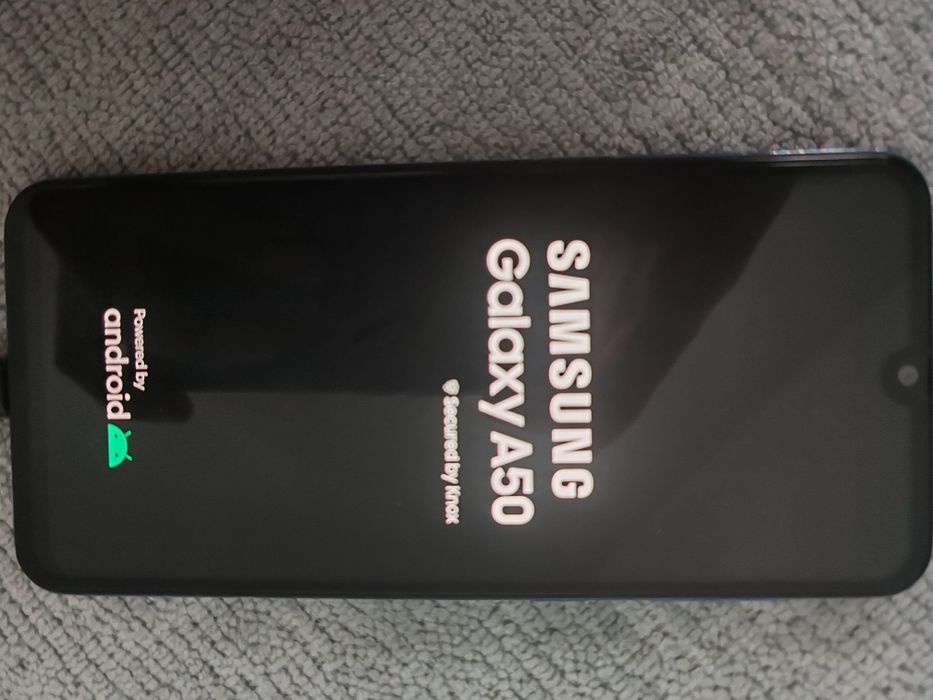 SAMSUNG
Galaxy A50
Secured by Knox
Powered by
android